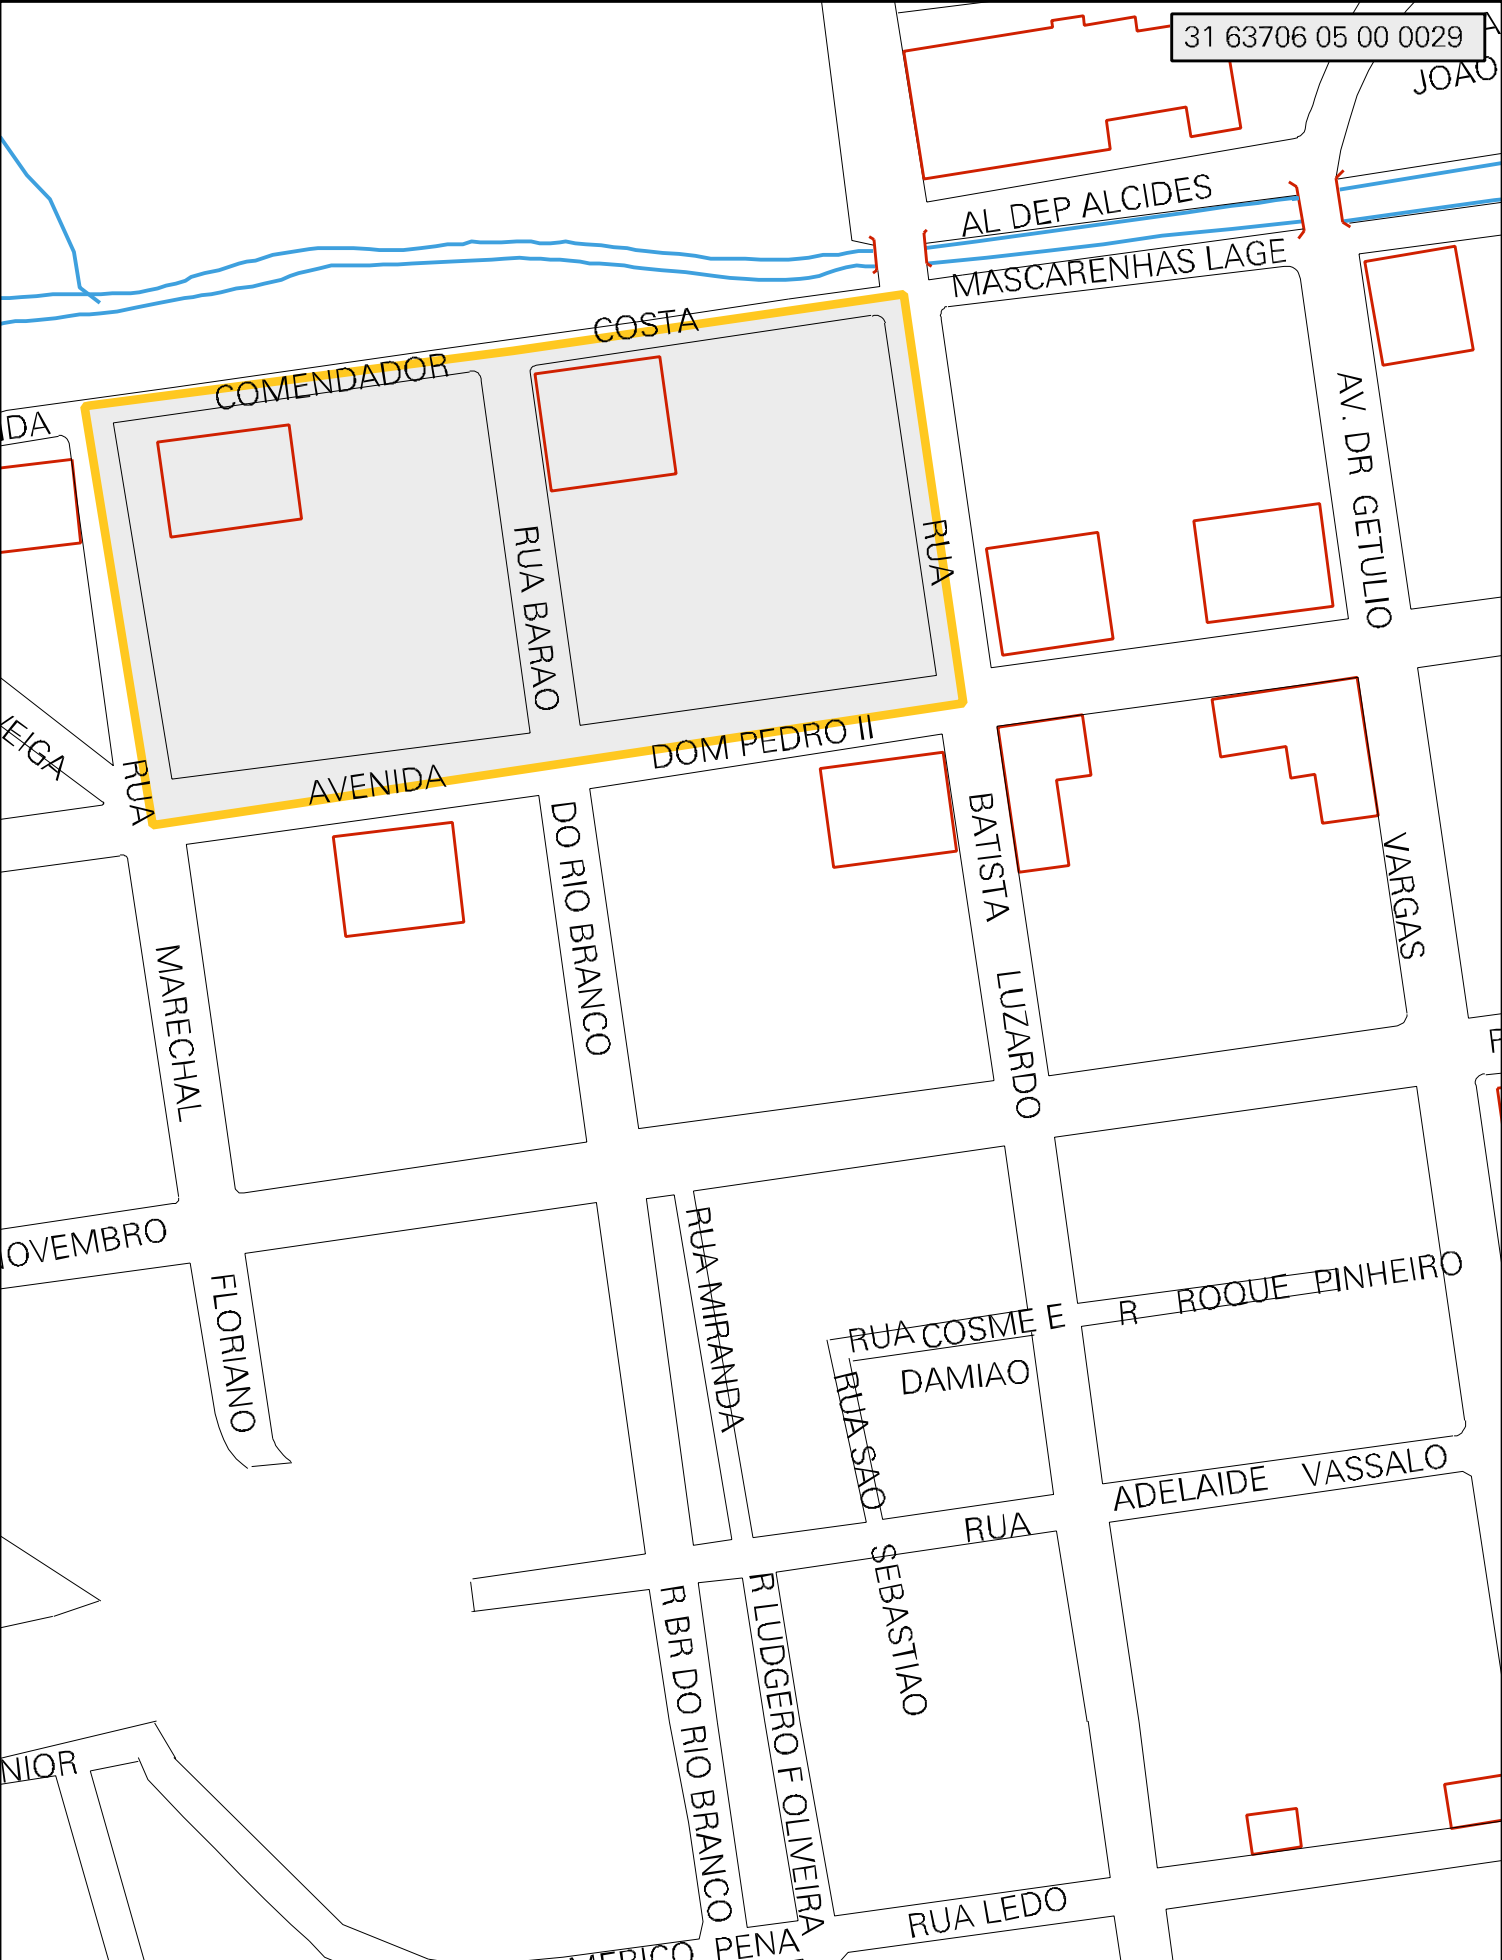 31 63706 05 00 0029
JOAO
AL DEP ALCIDES
MASCARENHAS LAGE
COSTA
COMENDADOR
AV. DR GETULIO
RUA
RUA BARAO
DOM PEDRO II
AVENIDA
RUA
DO RIO BRANCO
BATISTA
VARGAS
MARECHAL
LUZARDO
OVEMBRO
FLORIANO
RUA MIRANDA
R ROQUE PINHEIRO
RUA COSME E
DAMIAO
RUA SAO
ADELAIDE VASSALO
RUA
SEBASTIAO
R BR DO RIO BRANCO
R LUDGERO F OLIVEIRA
NIOR
RUA LEDO
PENA